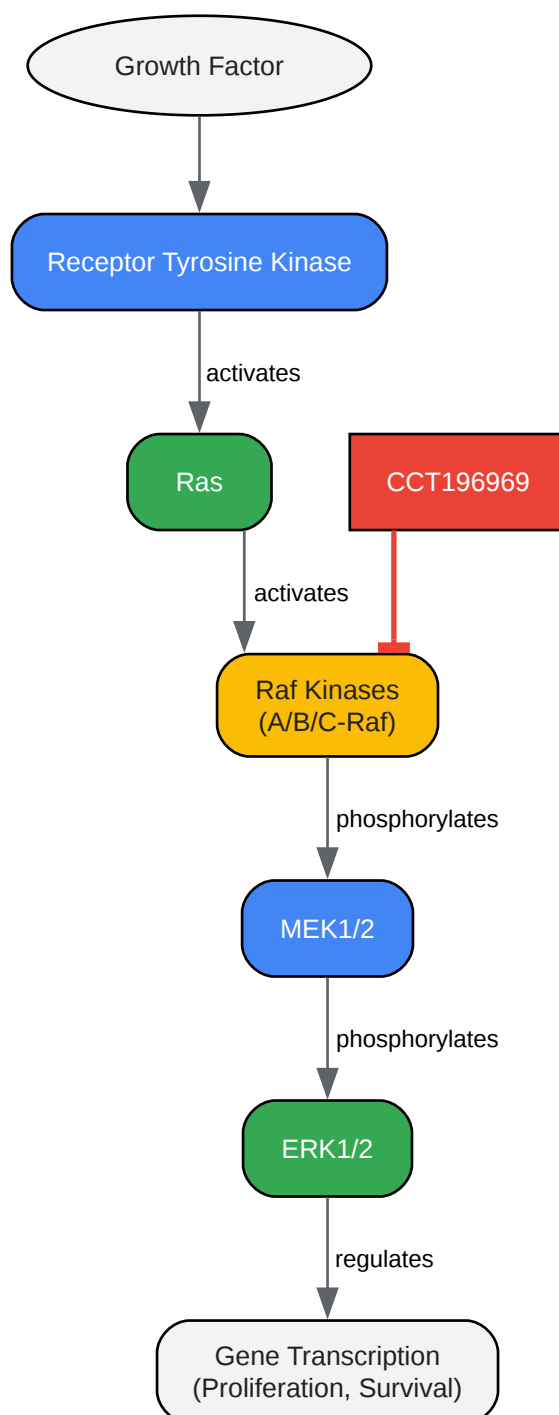 Growth Factor
Receptor Tyrosine Kinase
activates
Ras
CCT196969
activates
Raf Kinases
(A/B/C-Raf)
phosphorylates
MEK1/2
phosphorylates
ERK1/2
regulates
Gene Transcription
(Proliferation, Survival)